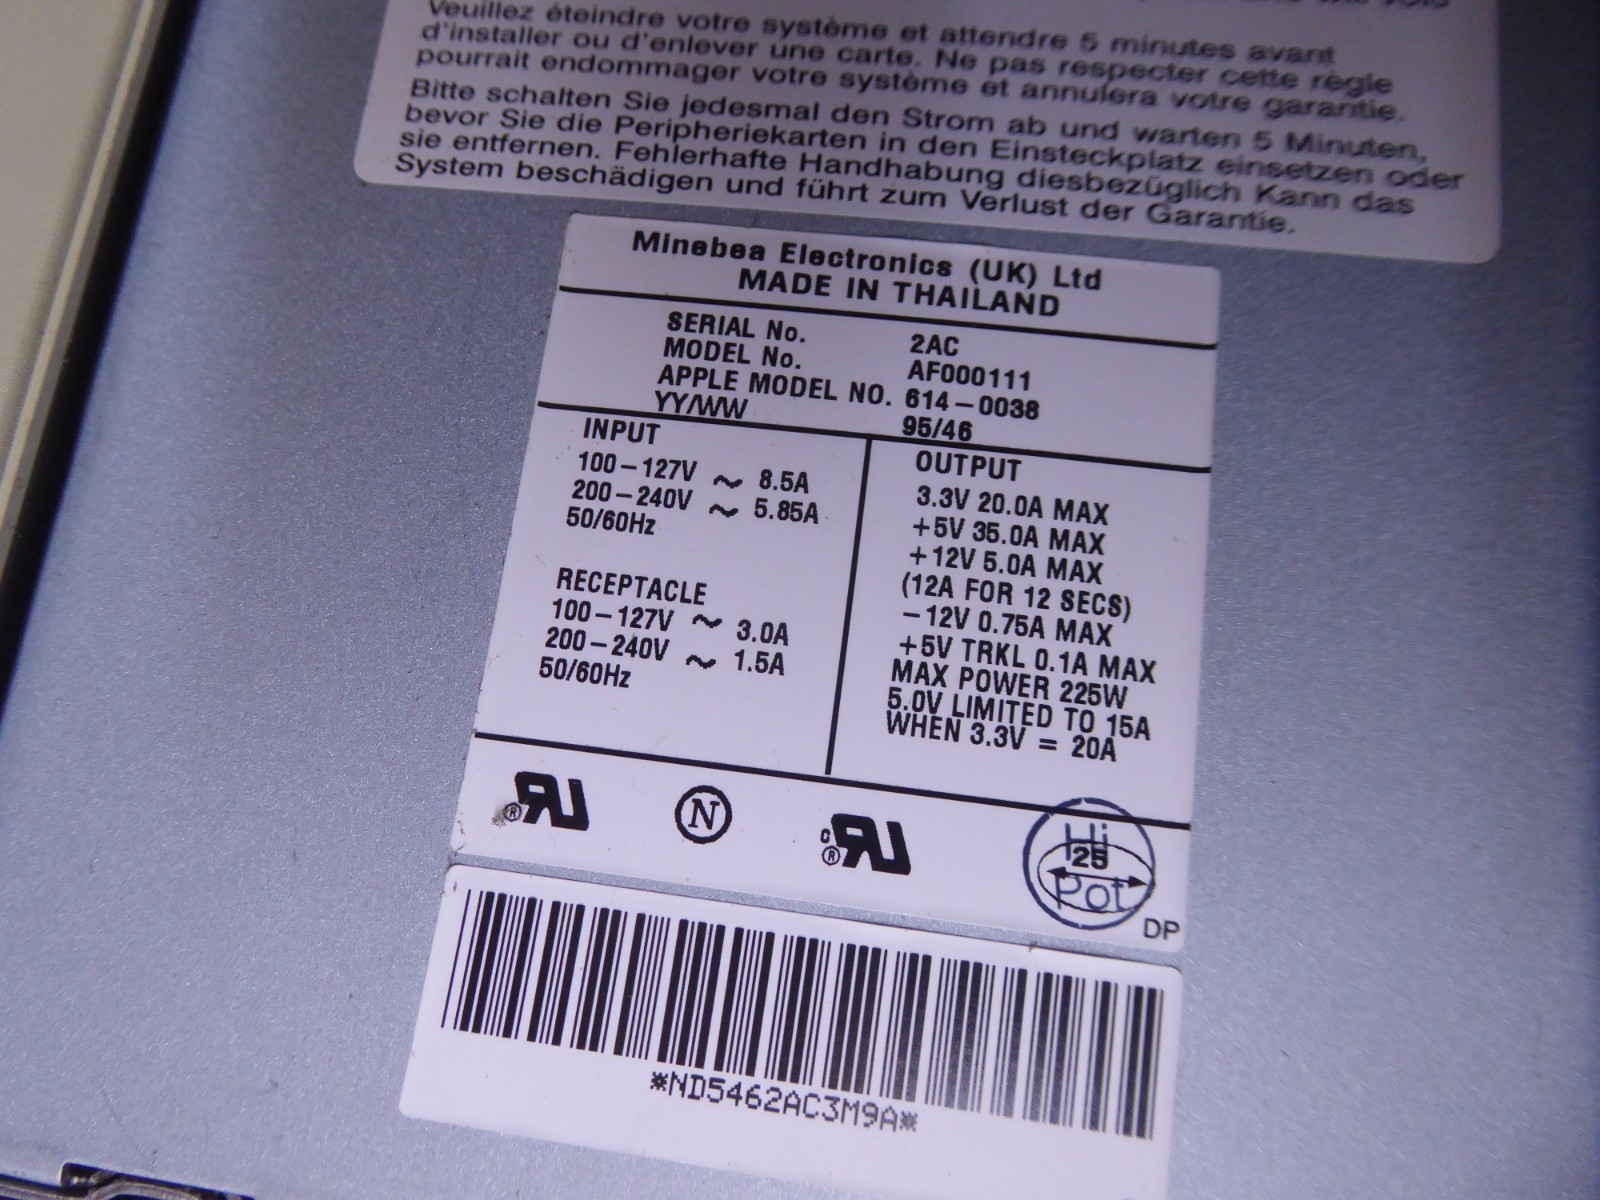 Veuillez éteindre votre système et attendre 5 minutes avant
d'installer ou d'enlever une carte. Ne pas respecter cette règle
pourrait endommager votre système et annulera votre garantie.
Bitte schalten Sie jedesmal den Strom ab und warten 5 Minuten,
bevor Sie die Peripheriekarten in den Einsteckplatz einsetzen oder
sie entfernen. Fehlerhafte Handhabung diesbezüglich Kann das
System beschädigen und führt zum Verlust der Garantie.
Minebea Electronics (UK) Ltd
MADE IN THAILAND
SERIAL No. 2AC
MODEL No. AF000111
APPLE MODEL NO. 614-0038
YY/WW 95/46
INPUT
100-127V ~ 8.5A
200-240V ~ 5.85A
50/60Hz
RECEPTACLE
100-127V ~ 3.0A
200-240V ~ 1.5A
50/60Hz
OUTPUT
3.3V 20.0A MAX
+5V 35.0A MAX
+12V 5.0A MAX
(12A FOR 12 SECS)
-12V 0.75A MAX
+5V TRKL 0.1A MAX
MAX POWER 225W
5.0V LIMITED TO 15A
WHEN 3.3V = 20A
N
Hi
25
Pot
DP
*ND5462AC3M9A*